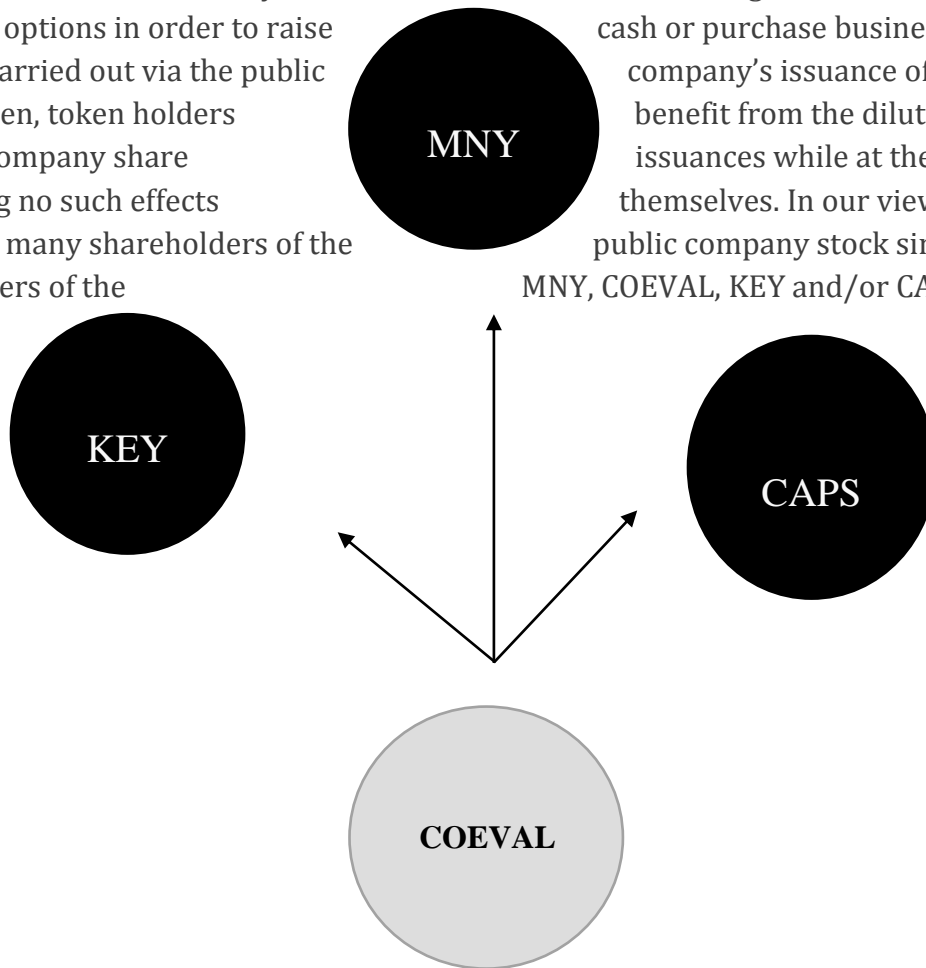 options in order to raise cash or purchase busine
arried out via the public company’s issuance of
en, token holders benefit from the dilut
MNY
ompany share issuances while at the
g no such effects themselves. In our view
many shareholders of the public company stock sin
ers of the MNY, COEVAL, KEY and/or CA
KEY
CAPS
COEVAL